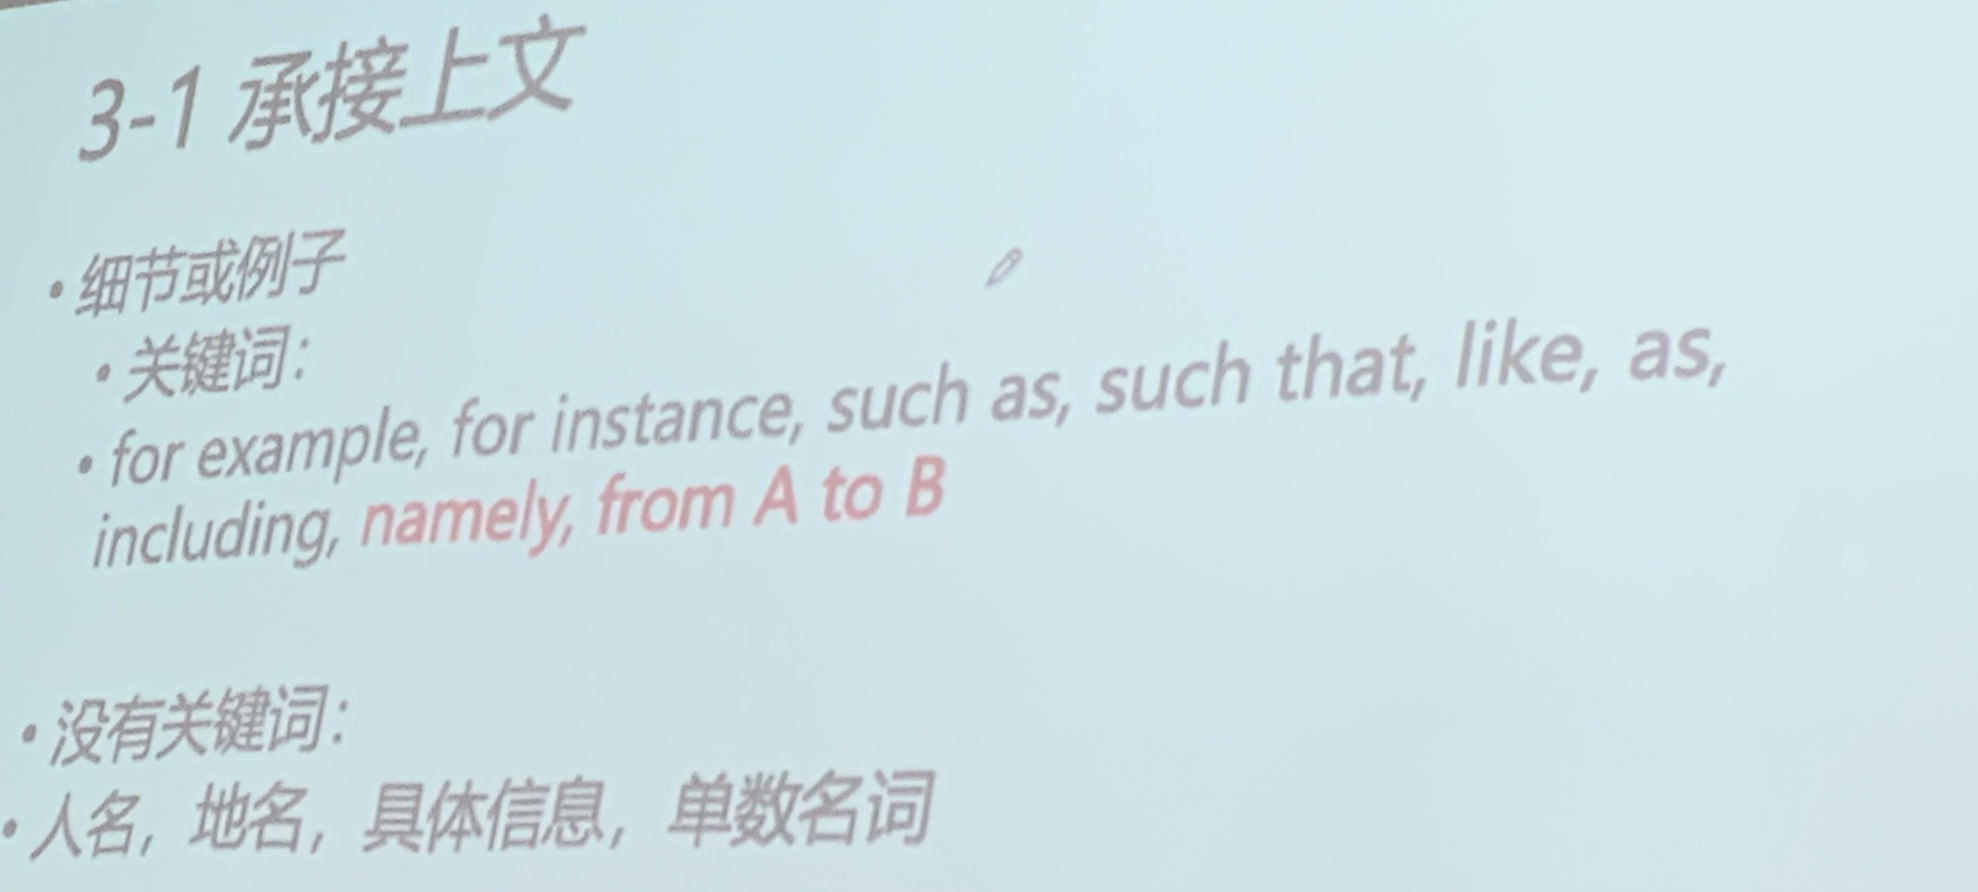 3-1 承接上文
• 细节或例子
• 关键词：
• for example, for instance, such as, such that, like, as,
including, namely, from A to B
• 没有关键词：
• 人名，地名，具体信息，单数名词